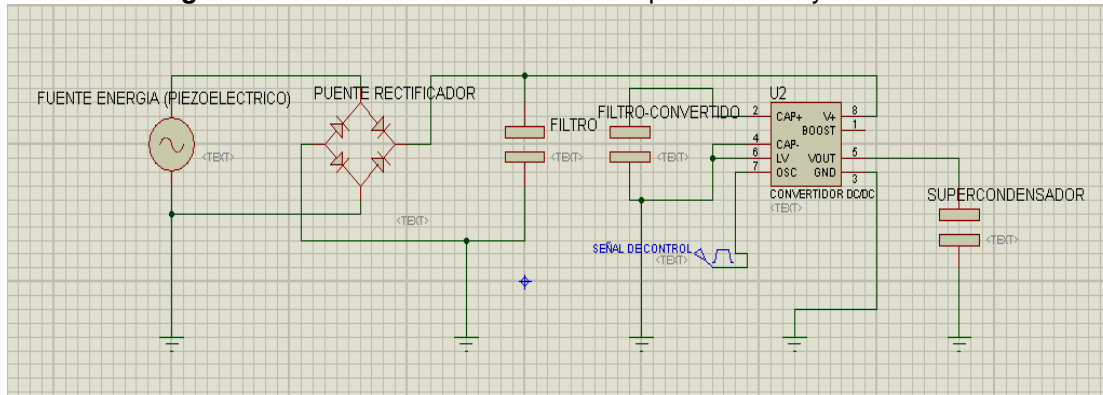 FUENTE ENERGIA (PIEZOELECTRICO)
<TEXT>
PUENTE RECTIFICADOR
<TEXT>
FILTRO
<TEXT>
FILTRO-CONVERTIDO
<TEXT>
U2
2 CAP+ V+ 8
BOOST 1
4 CAP-
6 LV VOUT 5
7 OSC GND 3
CONVERTIDOR DC/DC
<TEXT>
SEÑAL DE CONTROL
<TEXT>
SUPERCONDENSADOR
<TEXT>